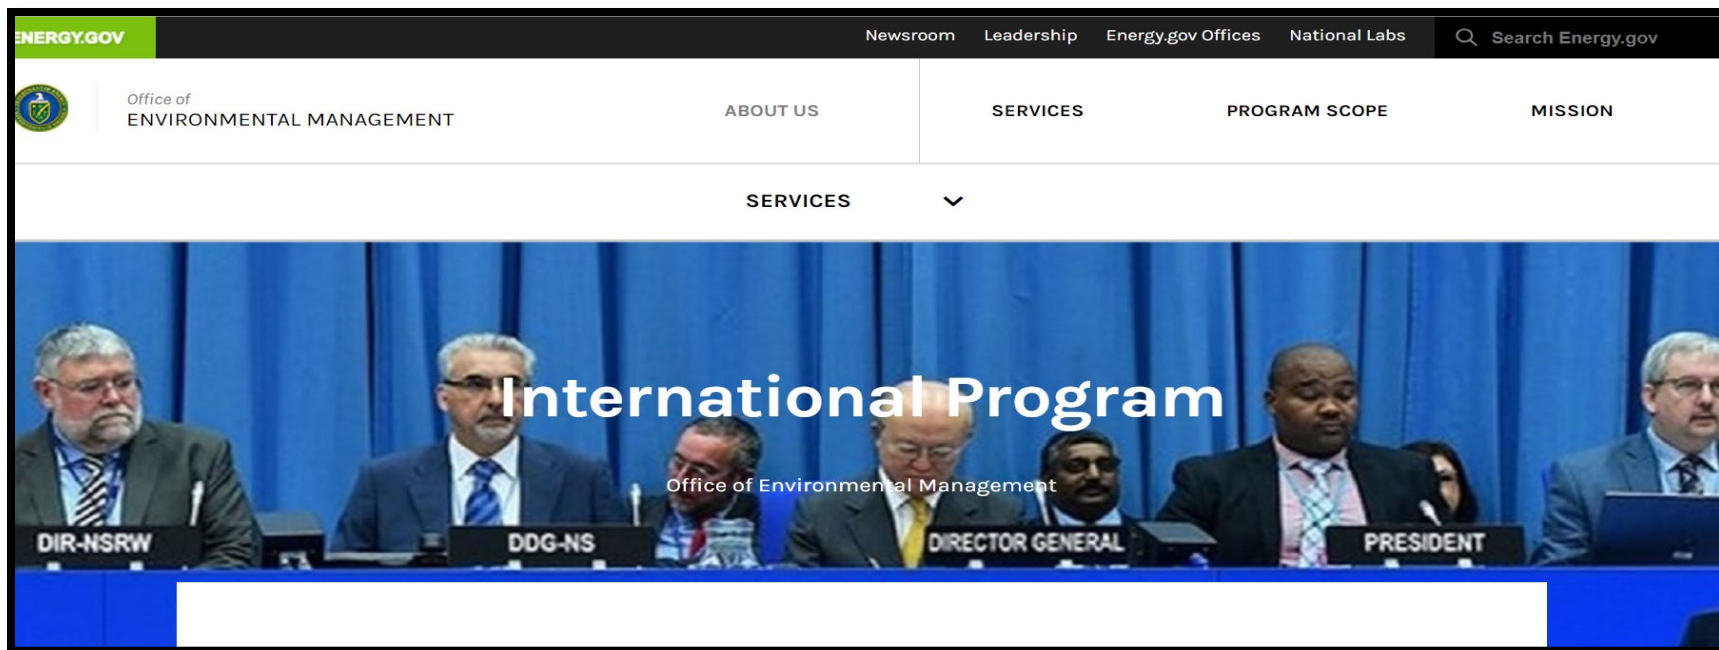 ENERGY.GOV
Newsroom Leadership Energy.gov Offices National Labs Search Energy.gov
Office of
ENVIRONMENTAL MANAGEMENT
ABOUT US SERVICES PROGRAM SCOPE MISSION
SERVICES
International Program
Office of Environmental Management
DIR-NSRW DDG-NS DIRECTOR GENERAL PRESIDENT